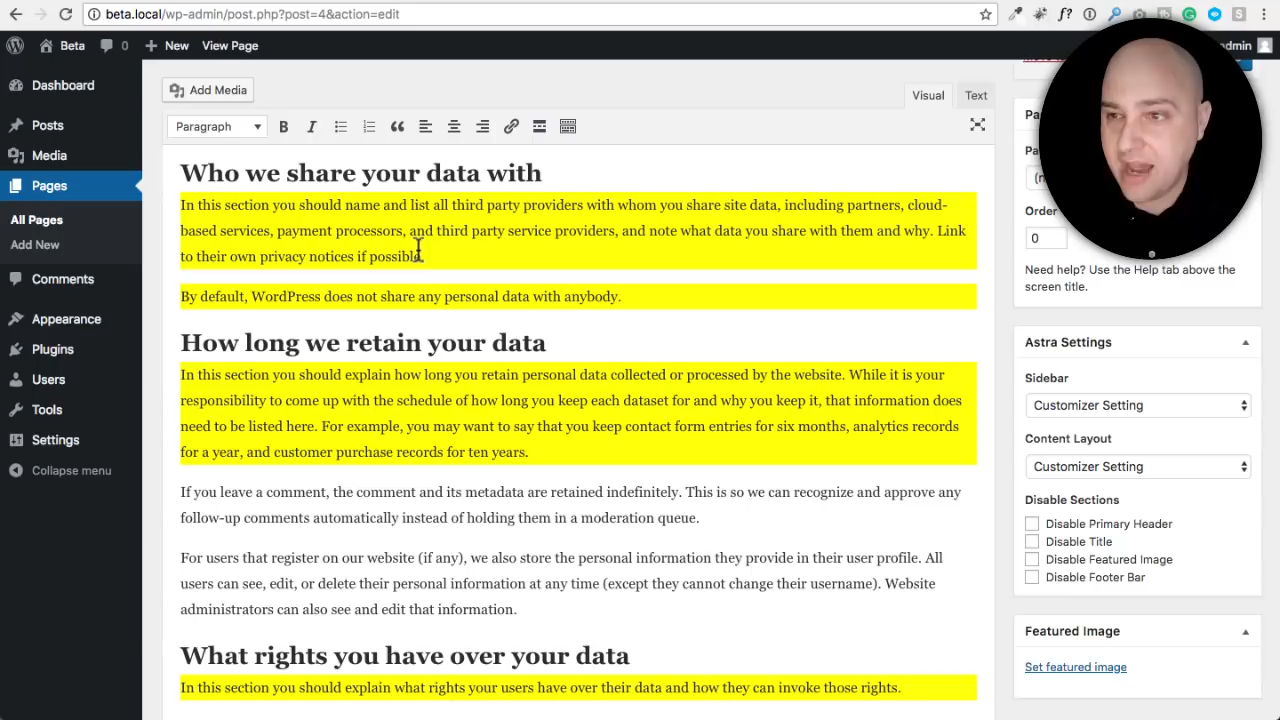 beta.local/wp-admin/post.php?post=4&action=edit
Beta 0 New View Page
admin
Dashboard
Posts
Media
Pages
All Pages
Add New
Comments
Appearance
Plugins
Users
Tools
Settings
Collapse menu
Add Media
Visual Text
Paragraph
Who we share your data with
In this section you should name and list all third party providers with whom you share site data, including partners, cloud-
based services, payment processors, and third party service providers, and note what data you share with them and why. Link
to their own privacy notices if possible.
By default, WordPress does not share any personal data with anybody.
How long we retain your data
In this section you should explain how long you retain personal data collected or processed by the website. While it is your
responsibility to come up with the schedule of how long you keep each dataset for and why you keep it, that information does
need to be listed here. For example, you may want to say that you keep contact form entries for six months, analytics records
for a year, and customer purchase records for ten years.
If you leave a comment, the comment and its metadata are retained indefinitely. This is so we can recognize and approve any
follow-up comments automatically instead of holding them in a moderation queue.
For users that register on our website (if any), we also store the personal information they provide in their user profile. All
users can see, edit, or delete their personal information at any time (except they cannot change their username). Website
administrators can also see and edit that information.
What rights you have over your data
In this section you should explain what rights your users have over their data and how they can invoke those rights.
Order
0
Need help? Use the Help tab above the
screen title.
Astra Settings
Sidebar
Customizer Setting
Content Layout
Customizer Setting
Disable Sections
Disable Primary Header
Disable Title
Disable Featured Image
Disable Footer Bar
Featured Image
Set featured image